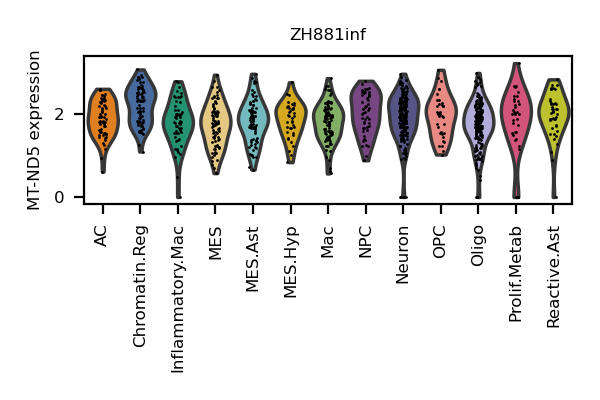 ZH881inf
MT-ND5 expression
2
0
AC
Chromatin.Reg
Inflammatory.Mac
MES
MES.Ast
MES.Hyp
Mac
NPC
Neuron
OPC
Oligo
Prolif.Metab
Reactive.Ast